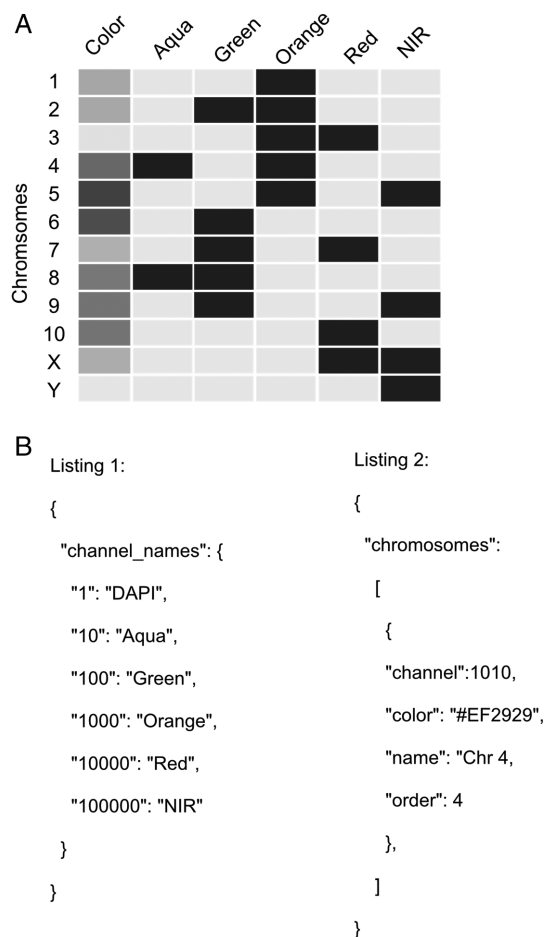 A
Color Aqua Green Orange Red NIR
Chromsomes
1
2
3
4
5
6
7
8
9
10
X
Y
B
Listing 1:
{
"channel_names": {
"1": "DAPI",
"10": "Aqua",
"100": "Green",
"1000": "Orange",
"10000": "Red",
"100000": "NIR"
}
}
Listing 2:
{
"chromosomes":
[
{
"channel":1010,
"color": "#EF2929",
"name": "Chr 4,
"order": 4
},
]
}